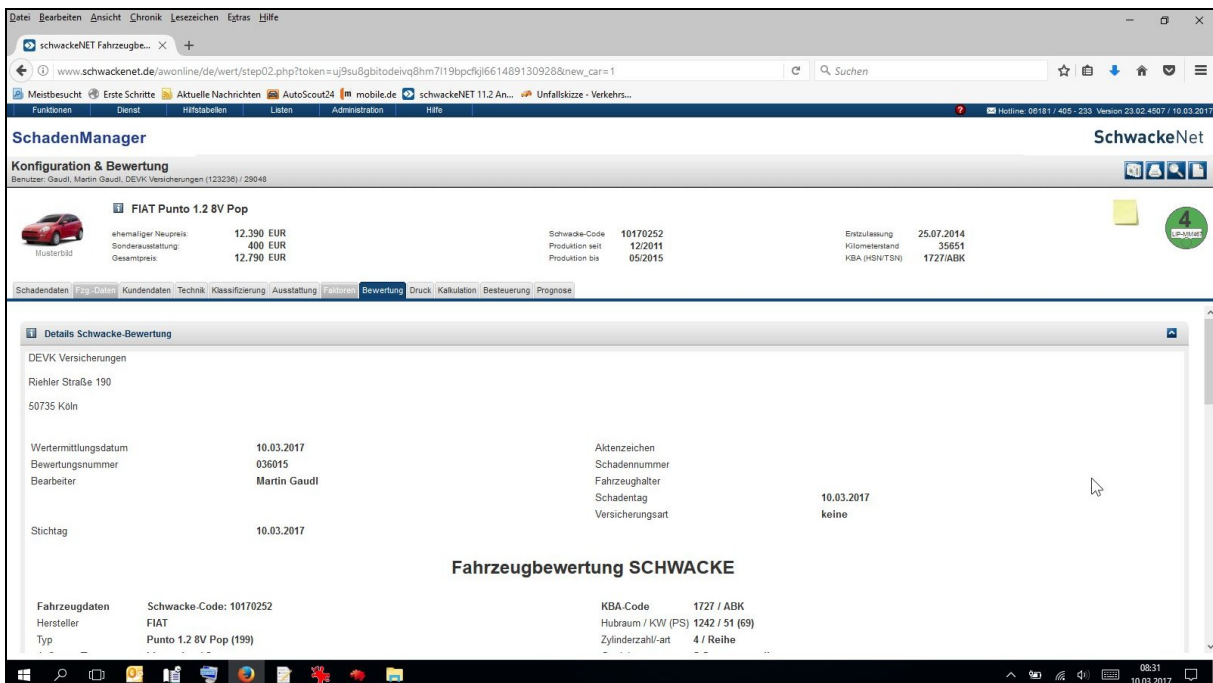 Datei Bearbeiten Ansicht Chronik Lesezeichen Extras Hilfe
schwackeNET Fahrzeugbe...
www.schwackenet.de/awonline/de/wert/step02.php?token=uj9su8gbitodeivq8hm7l19bpcfkjl661489130928&new_car=1
Suchen
Meistbesucht Erste Schritte Aktuelle Nachrichten AutoScout24 mobile.de schwackeNET 11.2 An... Unfallskizze - Verkehrs...
Funktionen Dienst Hilfstabellen Listen Administration Hilfe Hotline: 06181 / 405 - 233 Version 23.02.4507 / 10.03.2017
SchadenManager SchwackeNet
Konfiguration & Bewertung
Benutzer: Gaudl, Martin Gaudl, DEVK Versicherungen (123236) / 29048
FIAT Punto 1.2 8V Pop
ehemaliger Neupreis: 12.390 EUR Schwacke-Code 10170252 Erstzulassung 25.07.2014
Sonderausstattung: 400 EUR Produktion seit 12/2011 Kilometerstand 35651
Gesamtpreis: 12.790 EUR Produktion bis 05/2015 KBA (HSN/TSN) 1727/ABK
Musterbild
4
Schadendaten Fzg.-Daten Kundendaten Technik Klassifizierung Ausstattung Faktoren Bewertung Druck Kalkulation Besteuerung Prognose
Details Schwacke-Bewertung
DEVK Versicherungen
Riehler Straße 190
50735 Köln
Wertermittlungsdatum 10.03.2017 Aktenzeichen
Bewertungsnummer 036015 Schadennummer
Bearbeiter Martin Gaudl Fahrzeughalter
Schadentag 10.03.2017
Versicherungsart keine
Stichtag 10.03.2017
Fahrzeugbewertung SCHWACKE
Fahrzeugdaten Schwacke-Code: 10170252 KBA-Code 1727 / ABK
Hersteller FIAT Hubraum / KW (PS) 1242 / 51 (69)
Typ Punto 1.2 8V Pop (199) Zylinderzahl/-art 4 / Reihe
08:31
10.03.2017